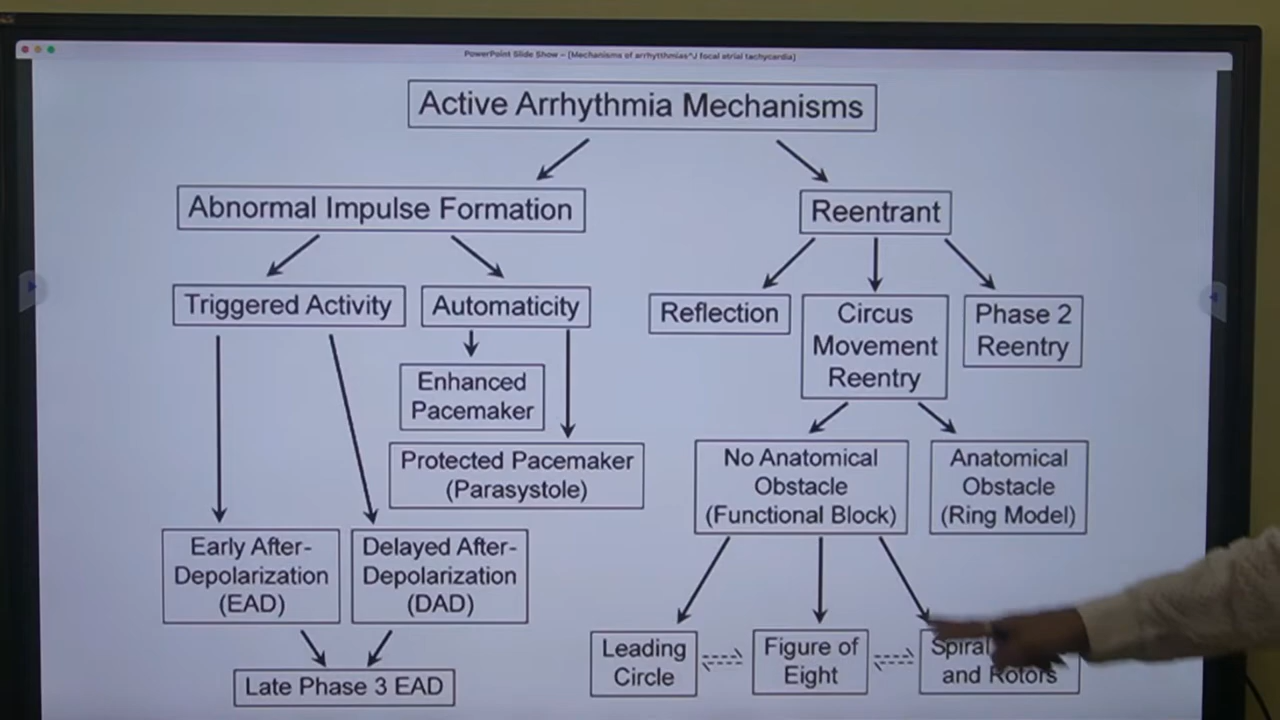 PowerPoint Slide Show – [Mechanisms of arrhytthmias^J focal atrial tachycardia]
Active Arrhythmia Mechanisms
Abnormal Impulse Formation
Reentrant
Triggered Activity
Automaticity
Reflection
Circus
Movement
Reentry
Phase 2
Reentry
Enhanced
Pacemaker
Protected Pacemaker
(Parasystole)
No Anatomical
Obstacle
(Functional Block)
Anatomical
Obstacle
(Ring Model)
Early After-
Depolarization
(EAD)
Delayed After-
Depolarization
(DAD)
Late Phase 3 EAD
Leading
Circle
Figure of
Eight
Spiral
and Rotors